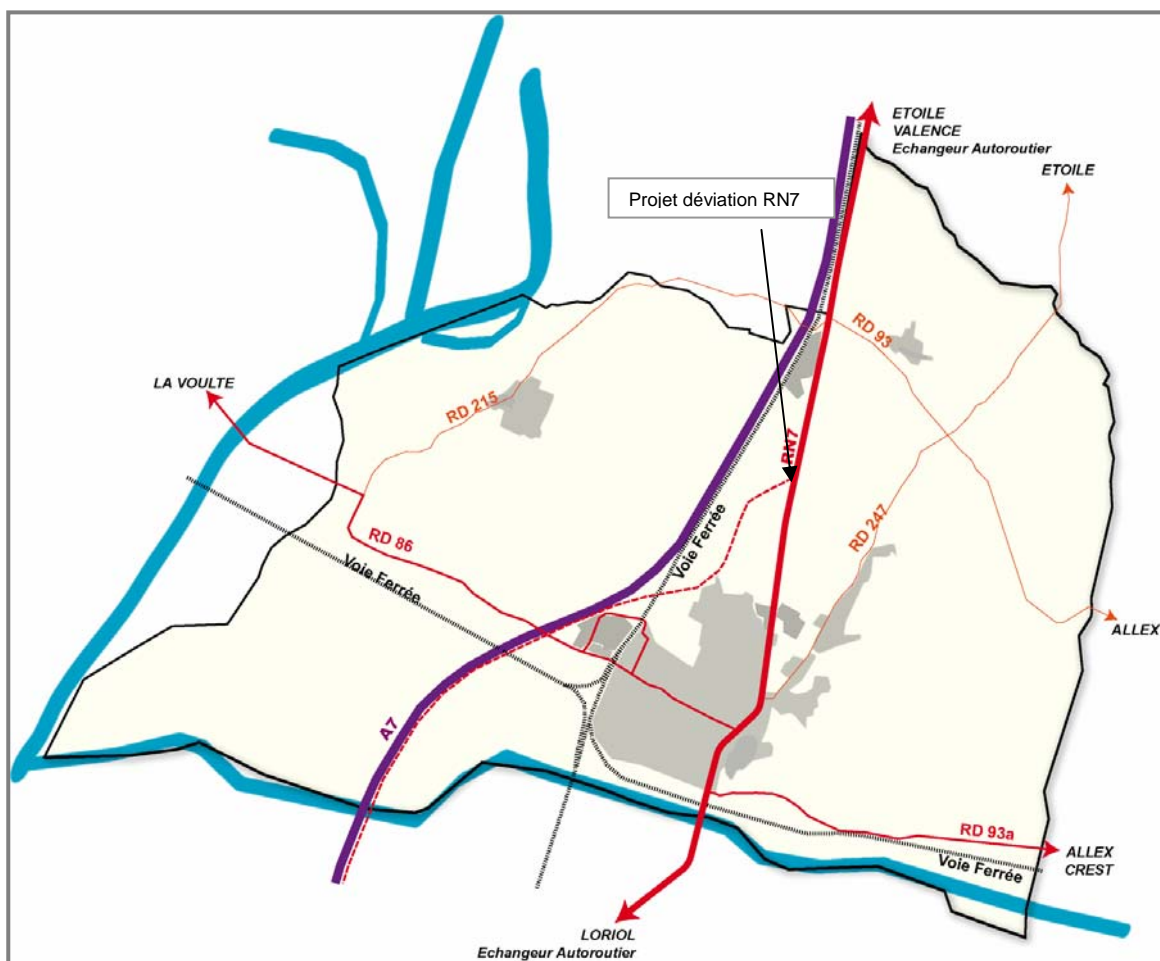 ETOILE
VALENCE
Echangeur Autoroutier
ETOILE
Projet déviation RN7
LA VOULTE
RD 215
RD 93
RN7
RD 247
Voie Ferrée
RD 86
Voie Ferrée
ALLEX
A7
RD 93a
Voie Ferrée
ALLEX
CREST
LORIOL
Echangeur Autoroutier